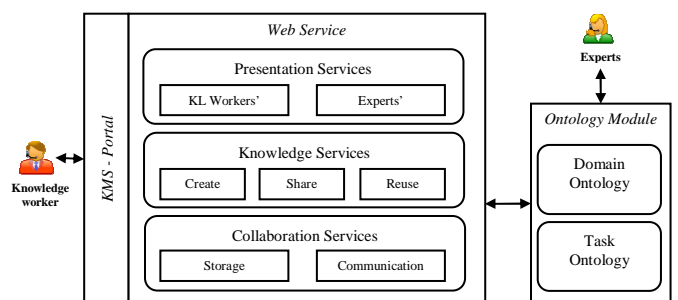 Web Service
Presentation Services
KL Workers’
Experts’
Knowledge Services
Create
Share
Reuse
Collaboration Services
Storage
Communication
KMS - Portal
Knowledge
worker
Experts
Ontology Module
Domain
Ontology
Task
Ontology